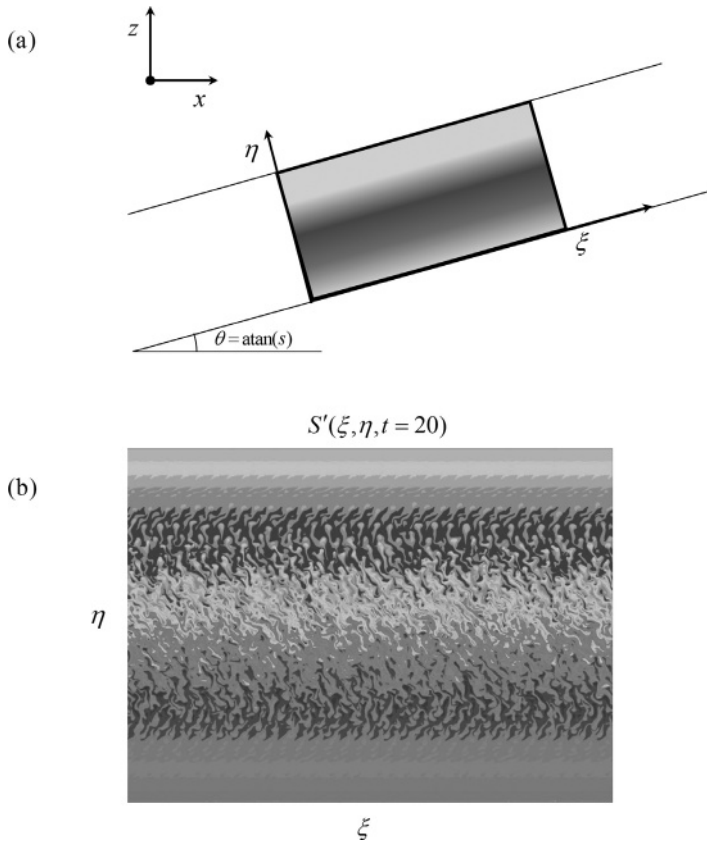 (a)
z
x
η
ξ
θ = atan(s)
S′(ξ, η, t = 20)
(b)
η
ξ